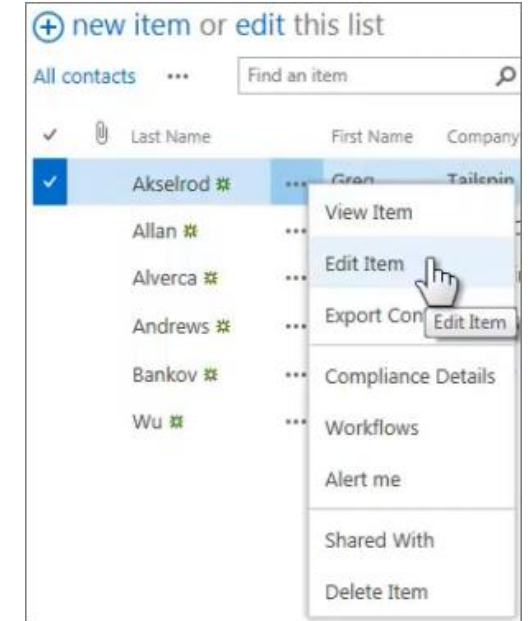 new item or edit this list
All contacts ... Find an item
Last Name First Name Company
Akselrod ... Greg Tailspin
View Item
Allan ...
Edit Item
Alverca ...
Export Con Edit Item
Andrews ...
Compliance Details
Bankov ...
Workflows
Wu ...
Alert me
Shared With
Delete Item